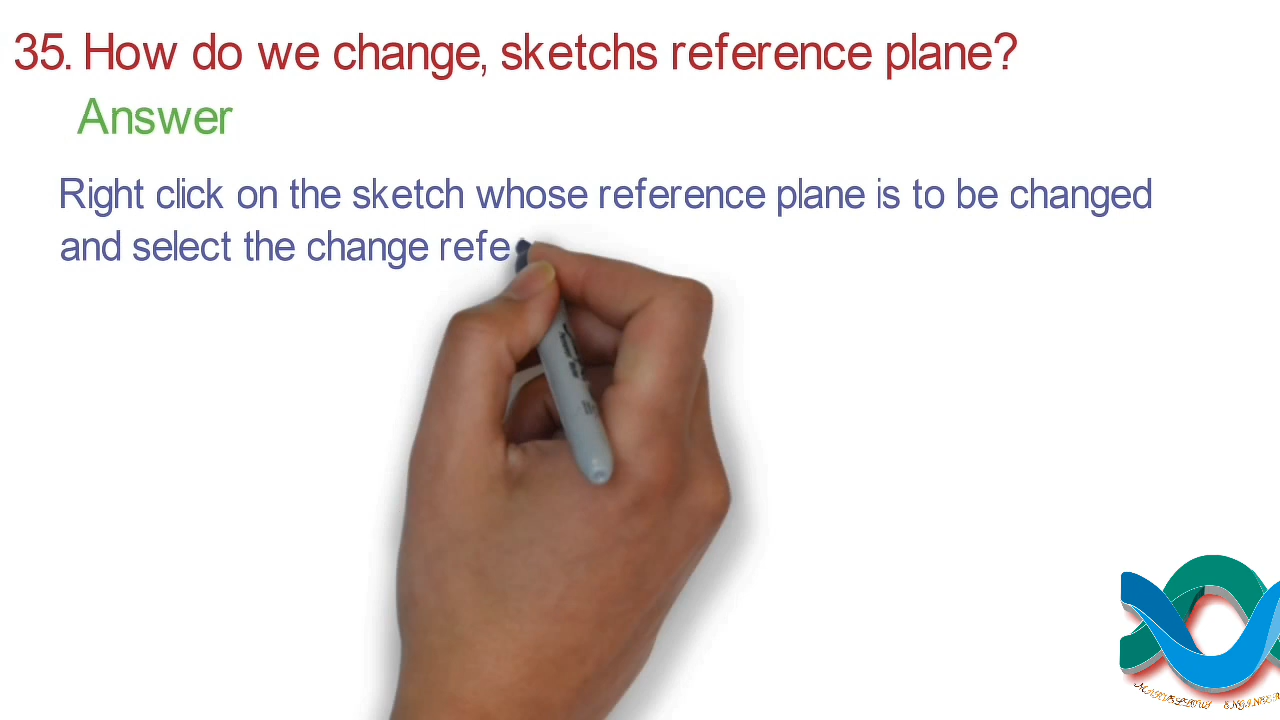 35. How do we change, sketchs reference plane?
Answer
Right click on the sketch whose reference plane is to be changed
and select the change refe